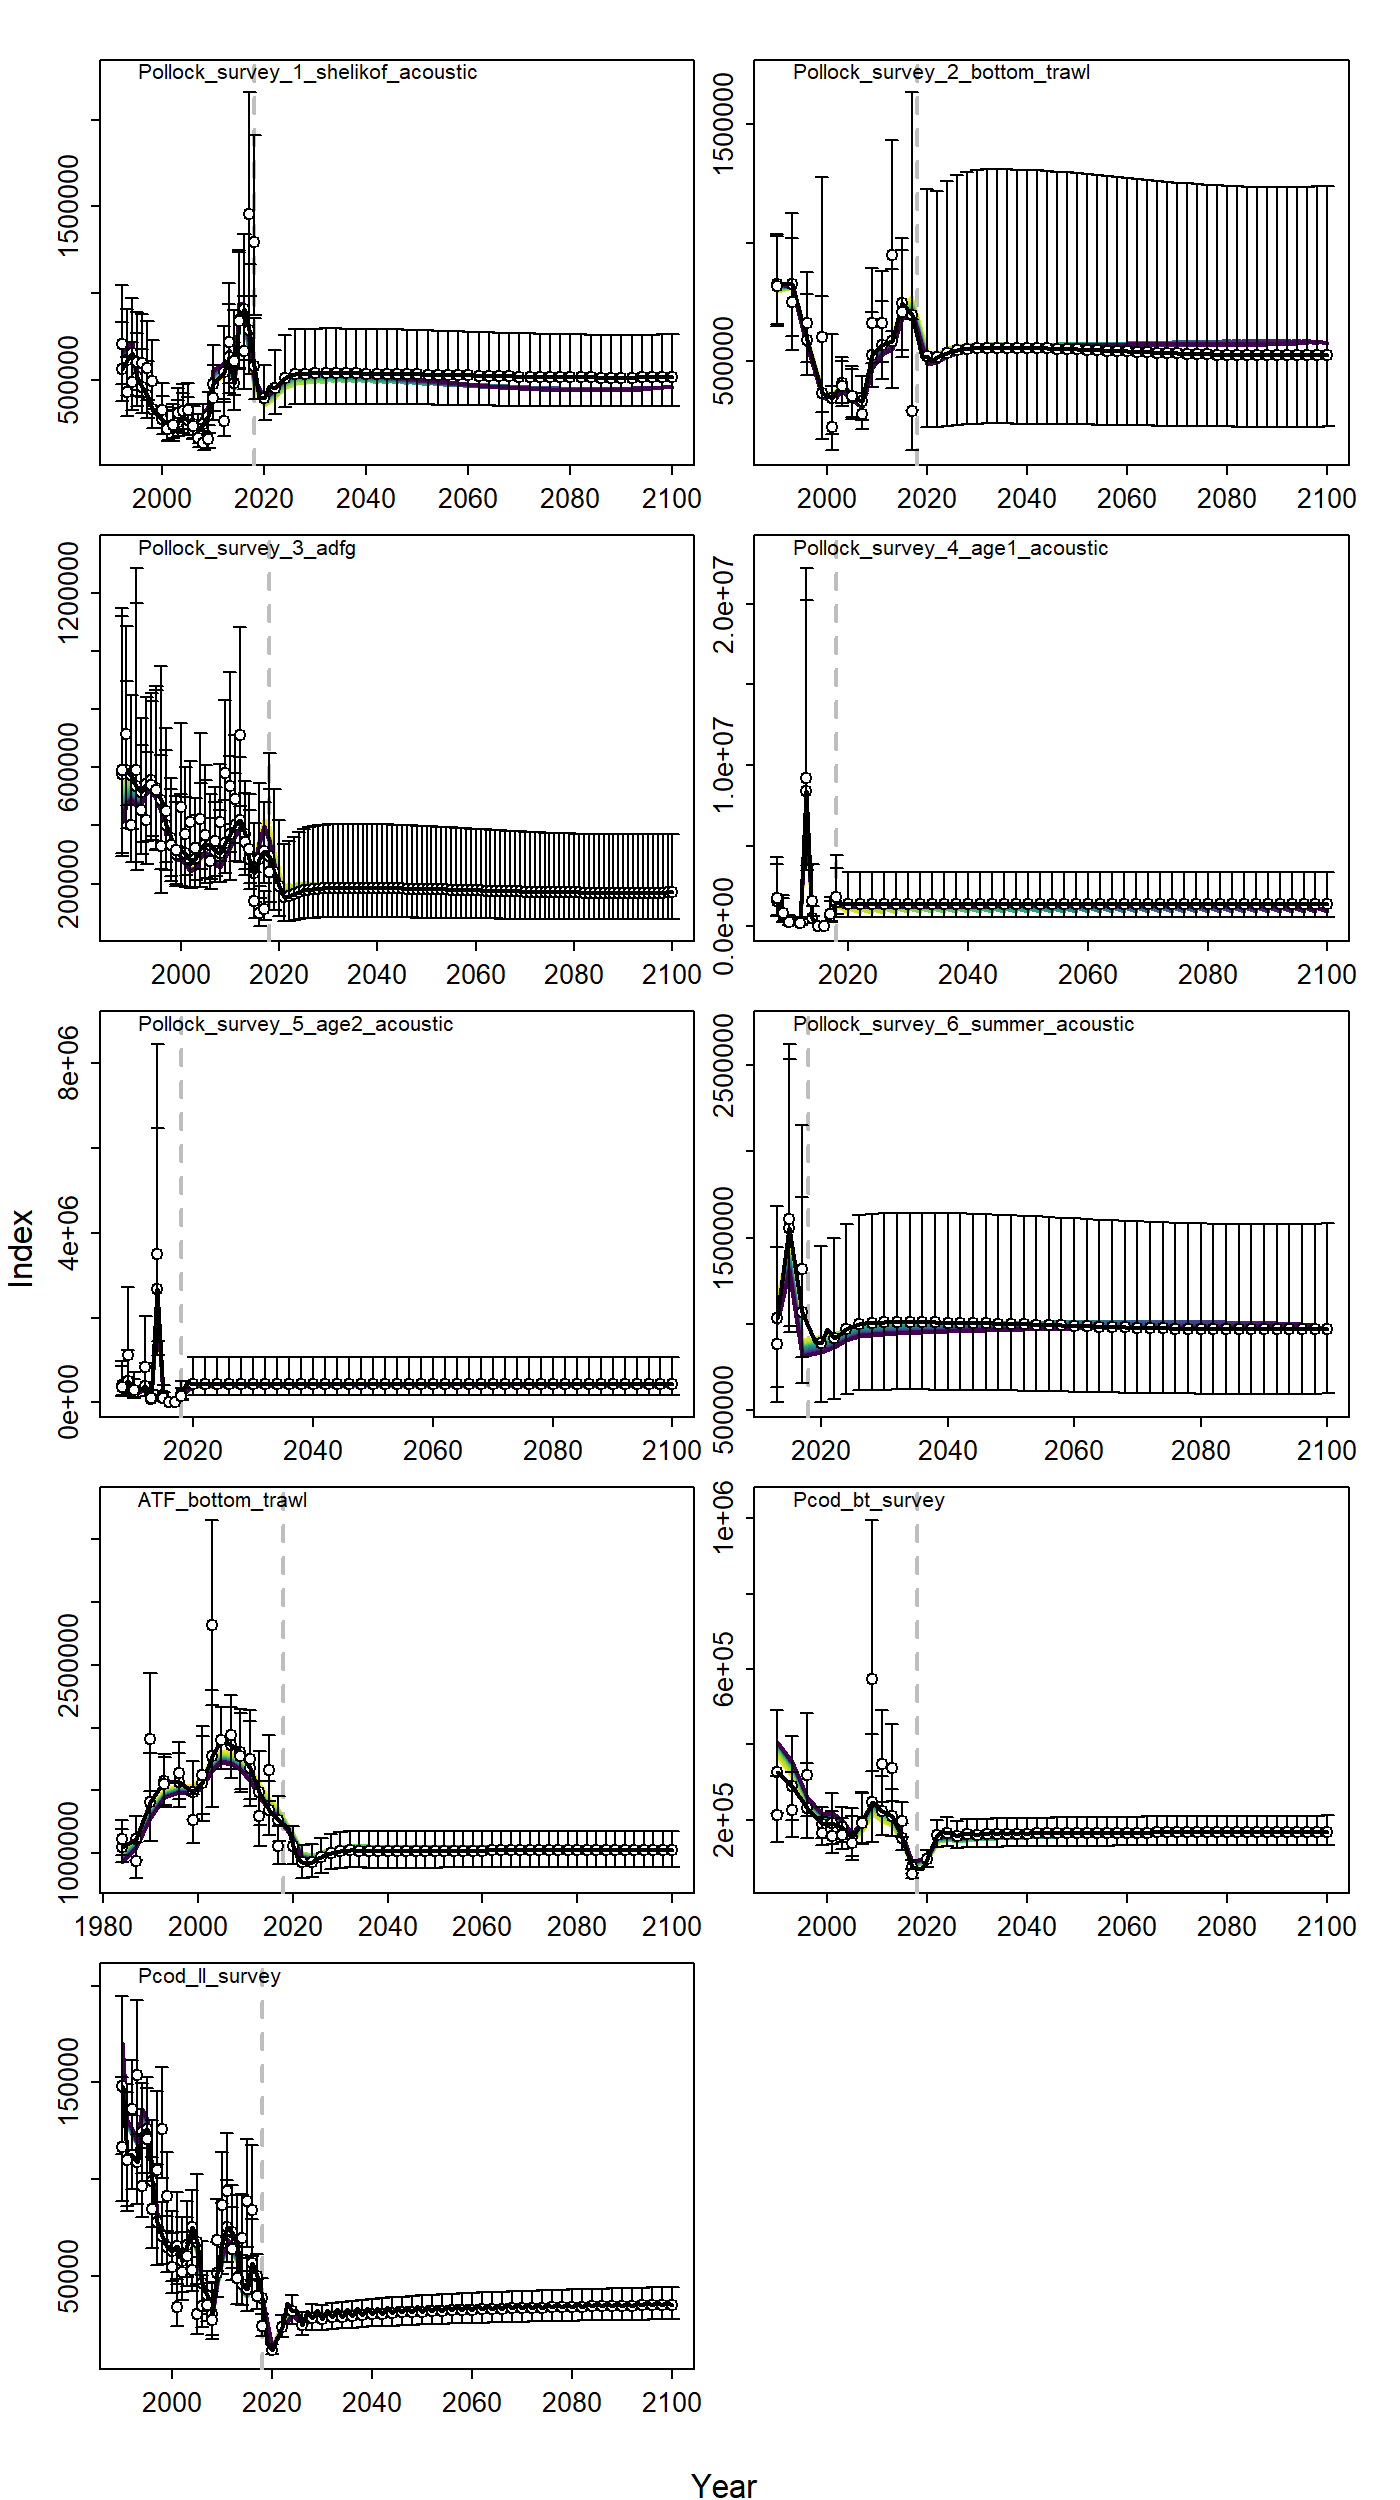 Pollock_survey_1_shelikof_acoustic
500000 1500000
2000 2020 2040 2060 2080 2100
Pollock_survey_2_bottom_trawl
500000 1500000
2000 2020 2040 2060 2080 2100
Pollock_survey_3_adfg
200000 600000 1200000
2000 2020 2040 2060 2080 2100
Pollock_survey_4_age1_acoustic
0.0e+00 1.0e+07 2.0e+07
2020 2040 2060 2080 2100
Pollock_survey_5_age2_acoustic
0e+00 4e+06 8e+06
2020 2040 2060 2080 2100
Pollock_survey_6_summer_acoustic
500000 1500000 2500000
2020 2040 2060 2080 2100
Index
ATF_bottom_trawl
1000000 2500000
1980 2000 2020 2040 2060 2080 2100
Pcod_bt_survey
2e+05 6e+05 1e+06
2000 2020 2040 2060 2080 2100
Pcod_ll_survey
50000 150000
2000 2020 2040 2060 2080 2100
Year